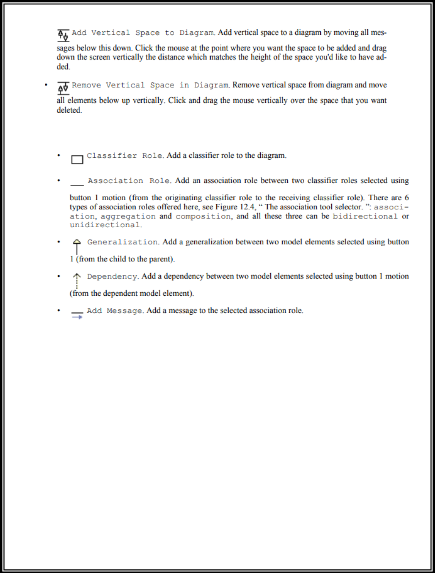 Add Vertical Space to Diagram. Add vertical space to a diagram by moving all mes-
sages below this down. Click the mouse at the point where you want the space to be added and drag
down the screen vertically the distance which matches the height of the space you'd like to have ad-
ded.
• Remove Vertical Space in Diagram. Remove vertical space from diagram and move
all elements below up vertically. Click and drag the mouse vertically over the space that you want
deleted.
• Classifier Role. Add a classifier role to the diagram.
• Association Role. Add an association role between two classifier roles selected using
button 1 motion (from the originating classifier role to the receiving classifier role). There are 6
types of association roles offered here, see Figure 12.4, “ The association tool selector. ”: associ-
ation, aggregation and composition, and all these three can be bidirectional or
unidirectional.
• Generalization. Add a generalization between two model elements selected using button
1 (from the child to the parent).
• Dependency. Add a dependency between two model elements selected using button 1 motion
(from the dependent model element).
• Add Message. Add a message to the selected association role.